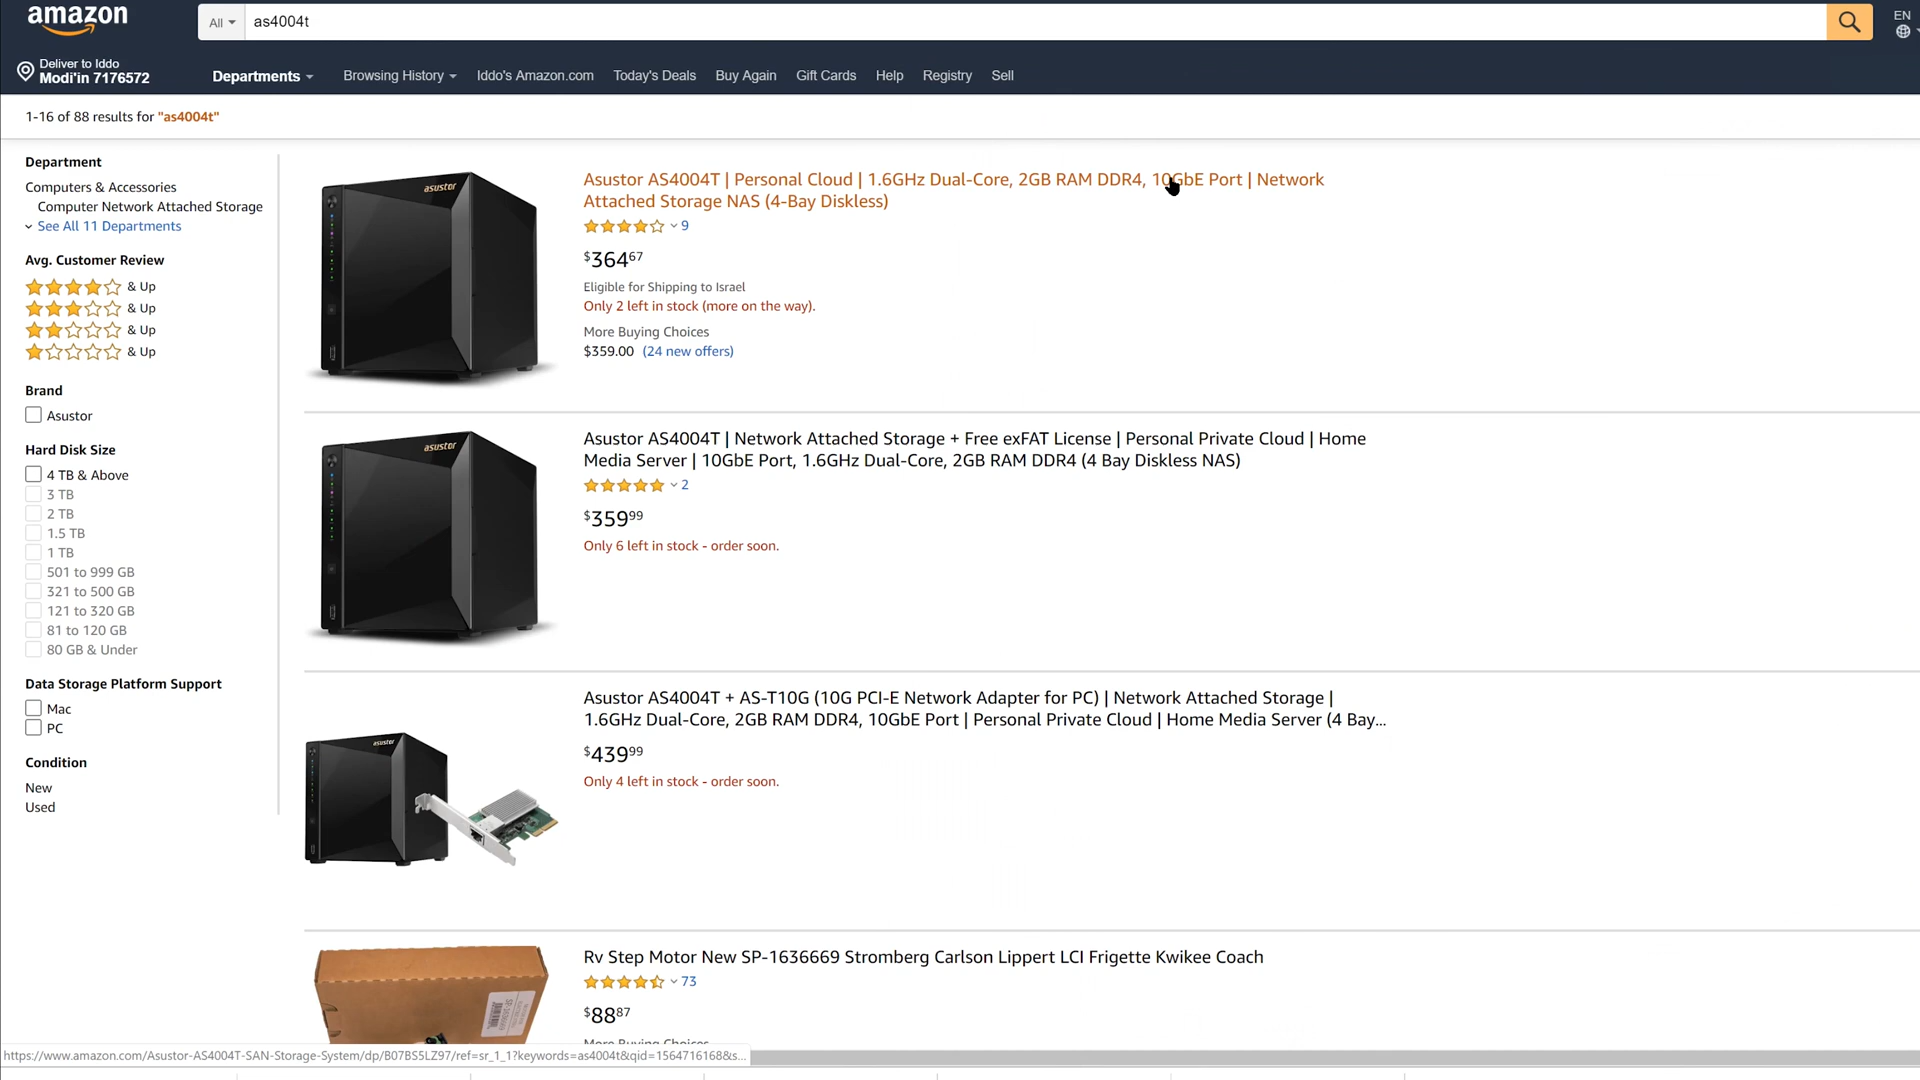 amazon
All
as4004t
EN
Deliver to Iddo
Modi'in 7176572
Departments
Browsing History
Iddo's Amazon.com
Today's Deals
Buy Again
Gift Cards
Help
Registry
Sell
1-16 of 88 results for "as4004t"
Department
Computers & Accessories
Computer Network Attached Storage
See All 11 Departments
Avg. Customer Review
& Up
& Up
& Up
& Up
Brand
Asustor
Hard Disk Size
4 TB & Above
3 TB
2 TB
1.5 TB
1 TB
501 to 999 GB
321 to 500 GB
121 to 320 GB
81 to 120 GB
80 GB & Under
Data Storage Platform Support
Mac
PC
Condition
New
Used
asustor
Asustor AS4004T | Personal Cloud | 1.6GHz Dual-Core, 2GB RAM DDR4, 10GbE Port | Network
Attached Storage NAS (4-Bay Diskless)
9
$36467
Eligible for Shipping to Israel
Only 2 left in stock (more on the way).
More Buying Choices
$359.00 (24 new offers)
asustor
Asustor AS4004T | Network Attached Storage + Free exFAT License | Personal Private Cloud | Home
Media Server | 10GbE Port, 1.6GHz Dual-Core, 2GB RAM DDR4 (4 Bay Diskless NAS)
2
$35999
Only 6 left in stock - order soon.
asustor
Asustor AS4004T + AS-T10G (10G PCI-E Network Adapter for PC) | Network Attached Storage |
1.6GHz Dual-Core, 2GB RAM DDR4, 10GbE Port | Personal Private Cloud | Home Media Server (4 Bay...
$43999
Only 4 left in stock - order soon.
Rv Step Motor New SP-1636669 Stromberg Carlson Lippert LCI Frigette Kwikee Coach
73
$8887
More Buying Choices
https://www.amazon.com/Asustor-AS4004T-SAN-Storage-System/dp/B07BS5LZ97/ref=sr_1_1?keywords=as4004t&qid=1564716168&s...